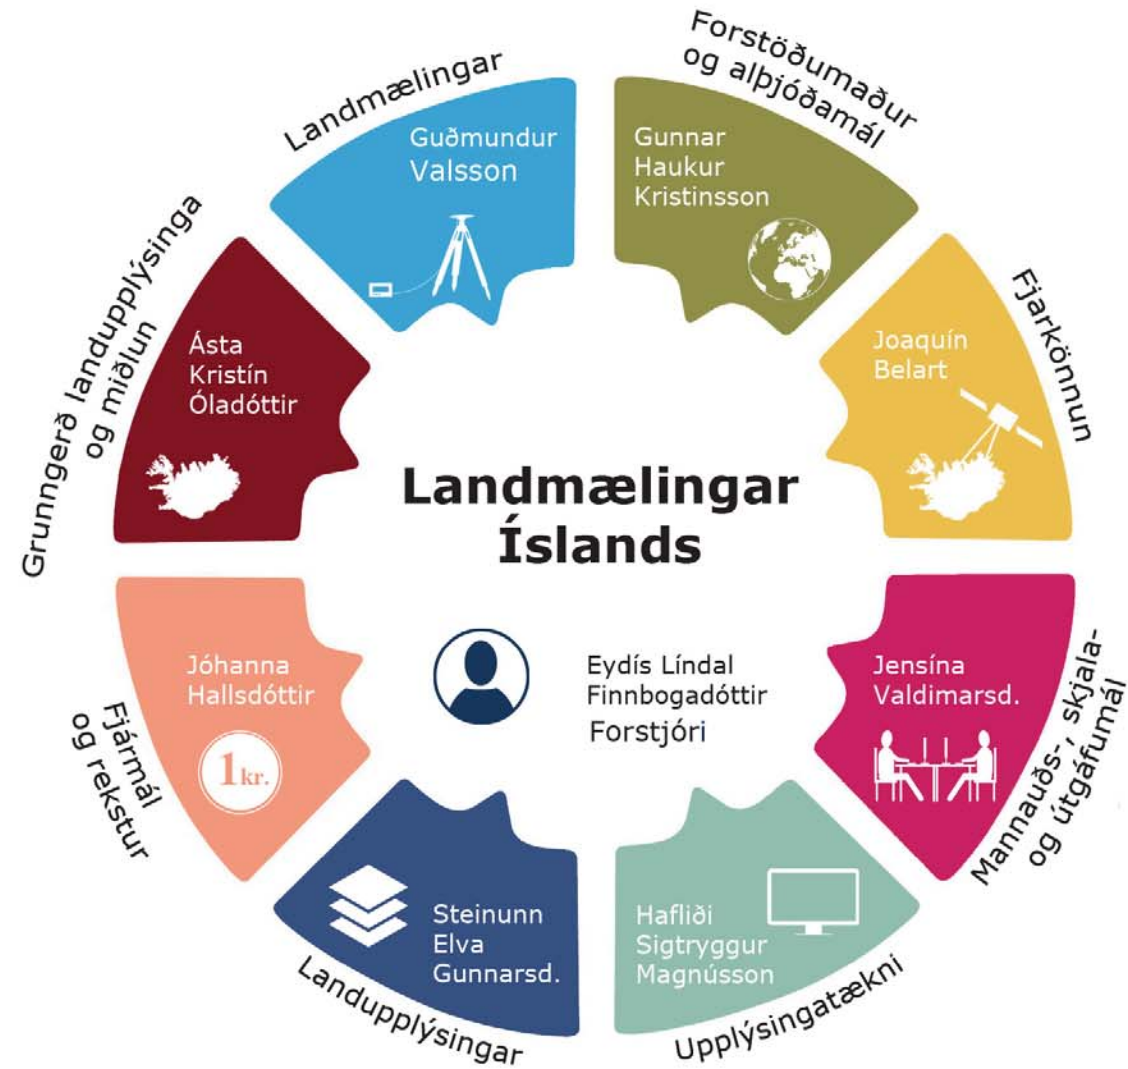 Forstöðumaður
og alþjóðamál
Gunnar
Haukur
Kristinsson
Fjarkönnun
Joaquín
Belart
Mannauðs-, skjala-
og útgáfumál
Jensína
Valdimarsd.
Upplýsingatækni
Hafliði
Sigtryggur
Magnússon
Landupplýsingar
Steinunn
Elva
Gunnarsd.
Fjármál
og rekstur
Jóhanna
Hallsdóttir
1kr.
Grunngerð landupplýsinga
og miðlun
Ásta
Kristín
Óladóttir
Landmælingar
Guðmundur
Valsson
Landmælingar
Íslands
Eydís Líndal
Finnbogadóttir
Forstjóri